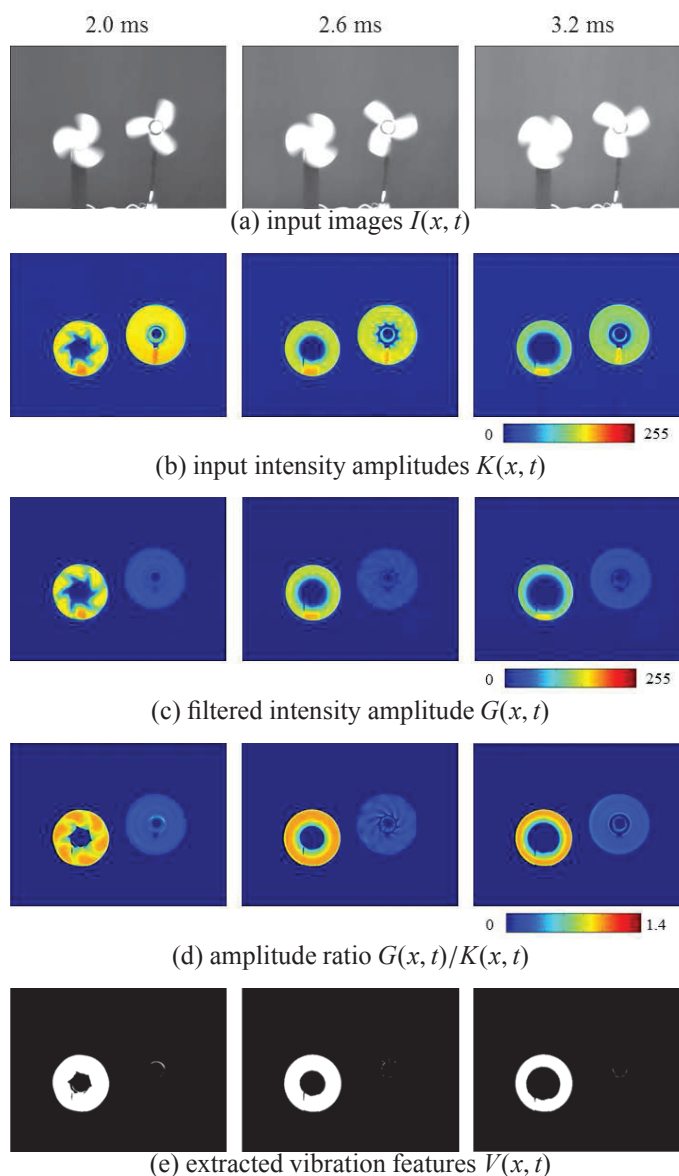 2.0 ms 2.6 ms 3.2 ms
(a) input images I(x, t)
0 255
(b) input intensity amplitudes K(x, t)
0 255
(c) filtered intensity amplitude G(x, t)
0 1.4
(d) amplitude ratio G(x, t)/K(x, t)
(e) extracted vibration features V(x, t)